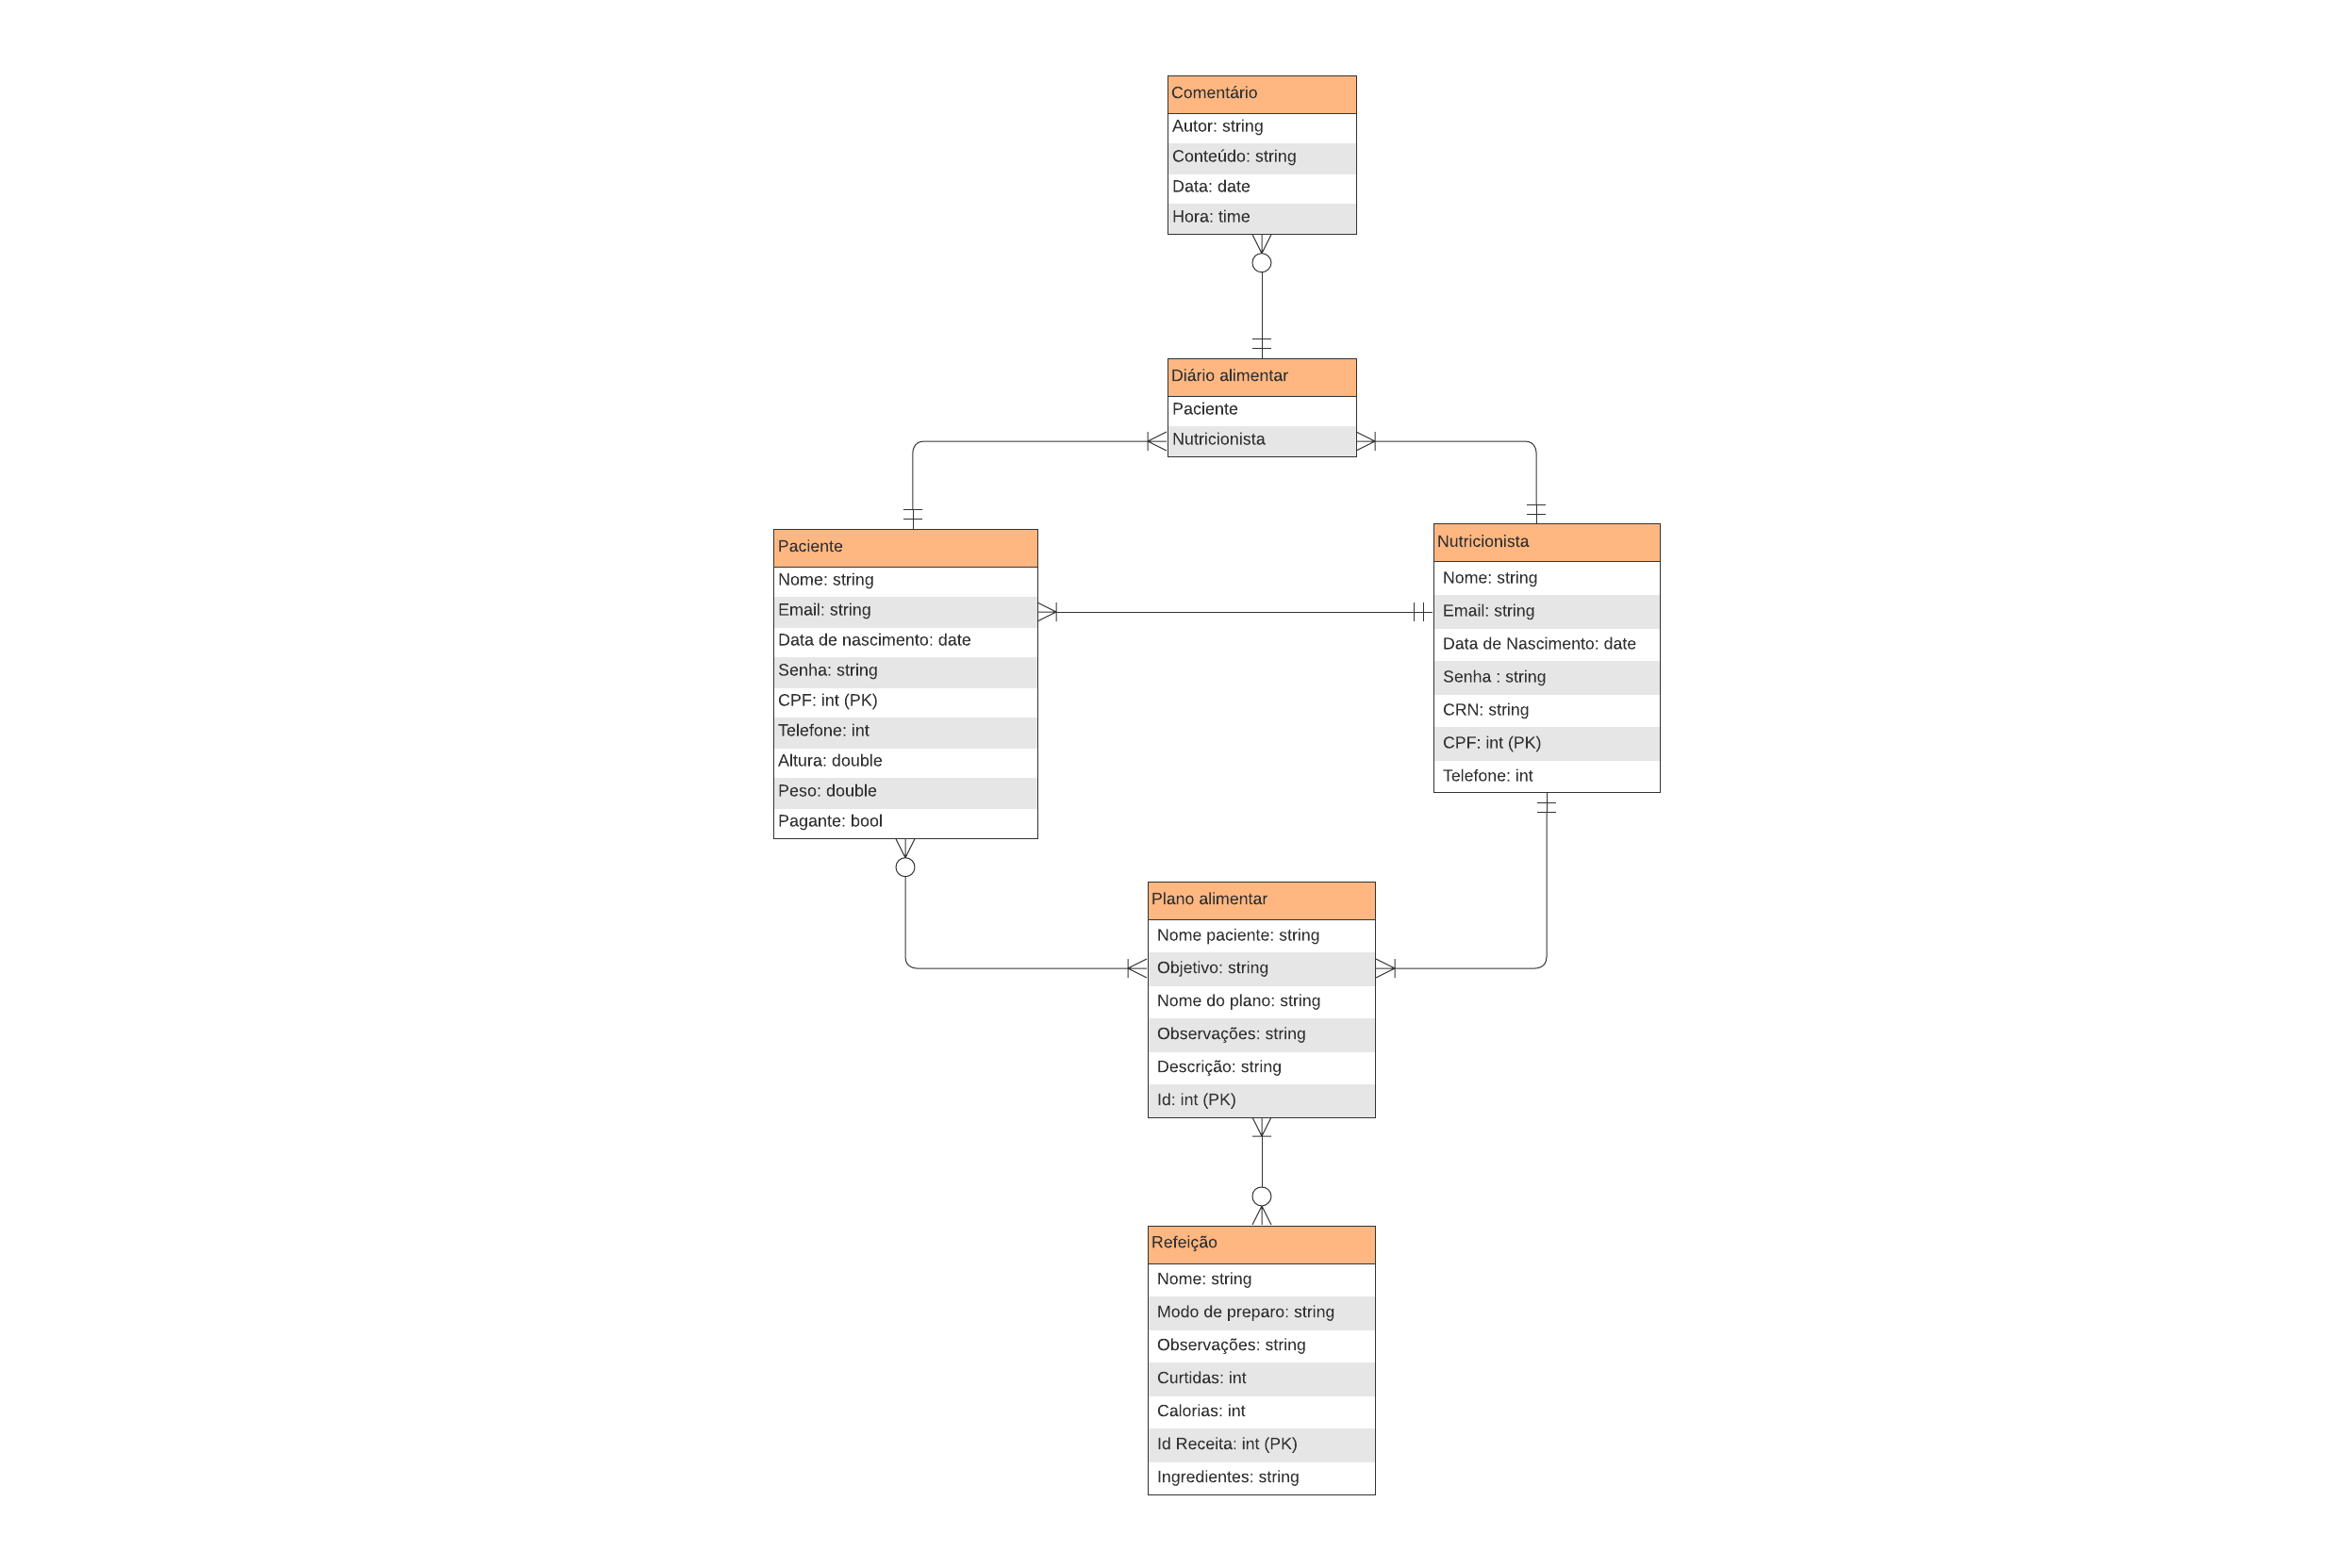 Comentário
Autor: string
Conteúdo: string
Data: date
Hora: time
Diário alimentar
Paciente
Nutricionista
Paciente
Nome: string
Email: string
Data de nascimento: date
Senha: string
CPF: int (PK)
Telefone: int
Altura: double
Peso: double
Pagante: bool
Nutricionista
Nome: string
Email: string
Data de Nascimento: date
Senha : string
CRN: string
CPF: int (PK)
Telefone: int
Plano alimentar
Nome paciente: string
Objetivo: string
Nome do plano: string
Observações: string
Descrição: string
Id: int (PK)
Refeição
Nome: string
Modo de preparo: string
Observações: string
Curtidas: int
Calorias: int
Id Receita: int (PK)
Ingredientes: string